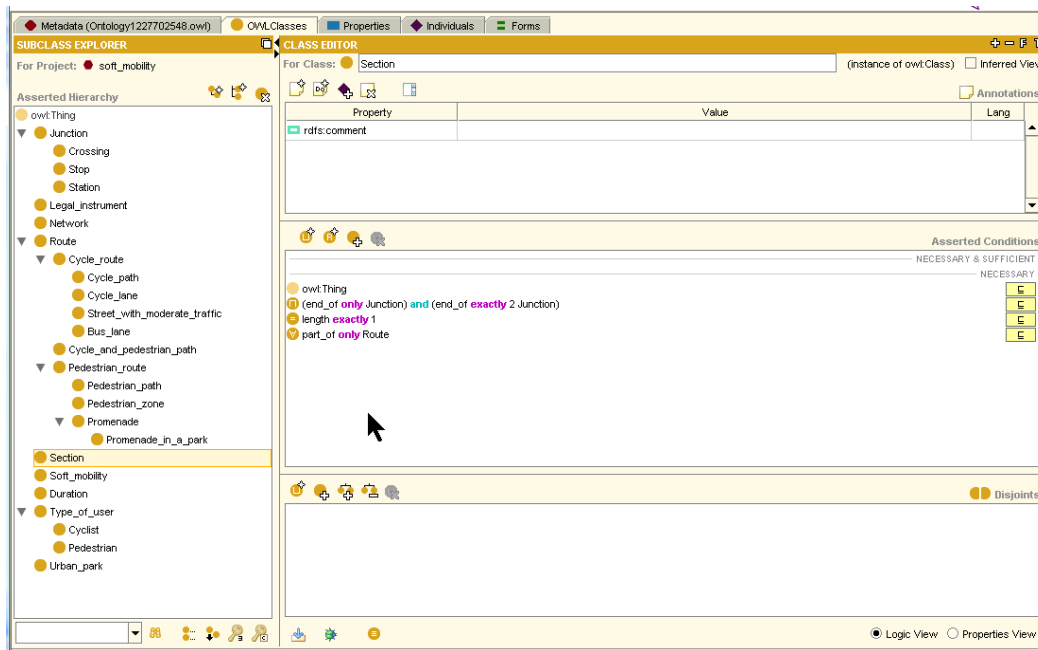 Metadata (Ontology1227702548.owl) OWLClasses Properties Individuals Forms
SUBCLASS EXPLORER
For Project: soft_mobility
Asserted Hierarchy
owl:Thing
Junction
Crossing
Stop
Station
Legal_instrument
Network
Route
Cycle_route
Cycle_path
Cycle_lane
Street_with_moderate_traffic
Bus_lane
Cycle_and_pedestrian_path
Pedestrian_route
Pedestrian_path
Pedestrian_zone
Promenade
Promenade_in_a_park
Section
Soft_mobility
Duration
Type_of_user
Cyclist
Pedestrian
Urban_park
CLASS EDITOR
For Class: Section (instance of owl:Class) Inferred View
Annotations
Property Value Lang
rdfs:comment
Asserted Conditions
NECESSARY & SUFFICIENT
NECESSARY
owl:Thing
(end_of only Junction) and (end_of exactly 2 Junction)
length exactly 1
part_of only Route
Disjoints
Logic View Properties View